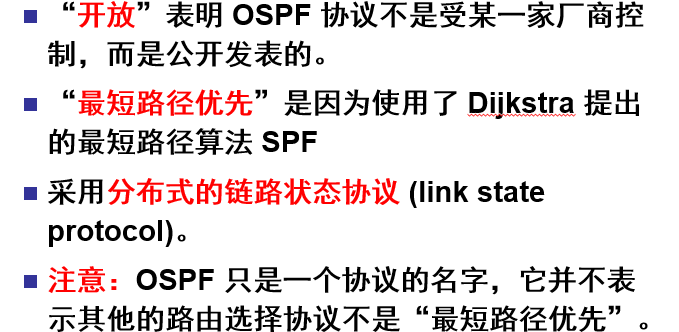 “开放”表明 OSPF 协议不是受某一家厂商控
制，而是公开发表的。
“最短路径优先”是因为使用了 Dijkstra 提出
的最短路径算法 SPF
采用分布式的链路状态协议 (link state
protocol)。
注意：OSPF 只是一个协议的名字，它并不表
示其他的路由选择协议不是“最短路径优先”。